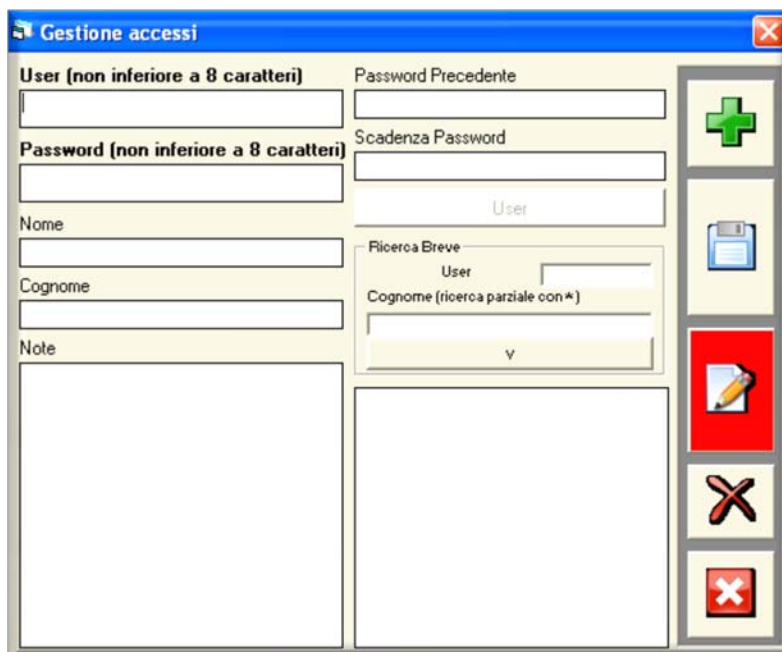 Gestione accessi
User (non inferiore a 8 caratteri)
Password (non inferiore a 8 caratteri)
Nome
Cognome
Note
Password Precedente
Scadenza Password
User
Ricerca Breve
User
Cognome (ricerca parziale con *)
v